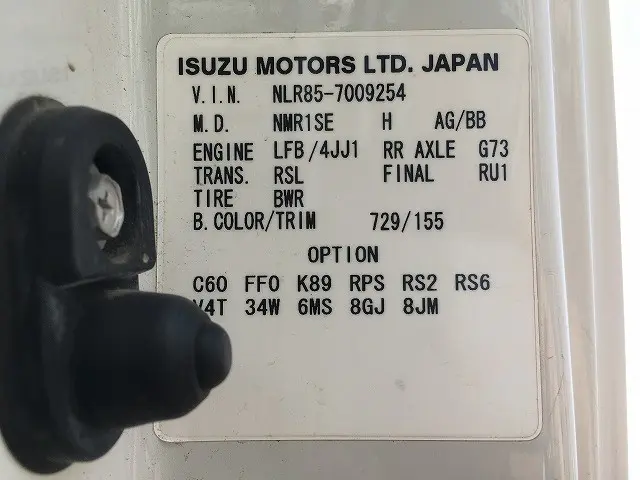 ISUZU MOTORS LTD. JAPAN
V.I.N. NLR85-7009254
M.D. NMR1SE H AG/BB
ENGINE LFB/4JJ1 RR AXLE G73
TRANS. RSL FINAL RU1
TIRE BWR
B.COLOR/TRIM 729/155
OPTION
C60 FF0 K89 RPS RS2 RS6
34W 6MS 8GJ 8JM